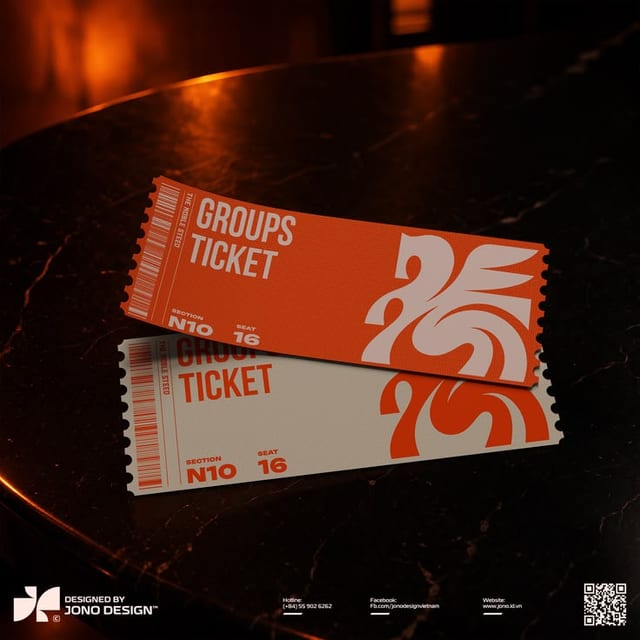 THE NOBLE STEED
GROUPS
TICKET
SECTION
N10
SEAT
16
THE NOBLE STEED
GROUPS
TICKET
SECTION
N10
SEAT
16
DESIGNED BY
JONO DESIGN™
©
Hotline:
(+84) 55 902 6262
Facebook:
Fb.com/jonodesignvietnam
Website:
www.jono.id.vn